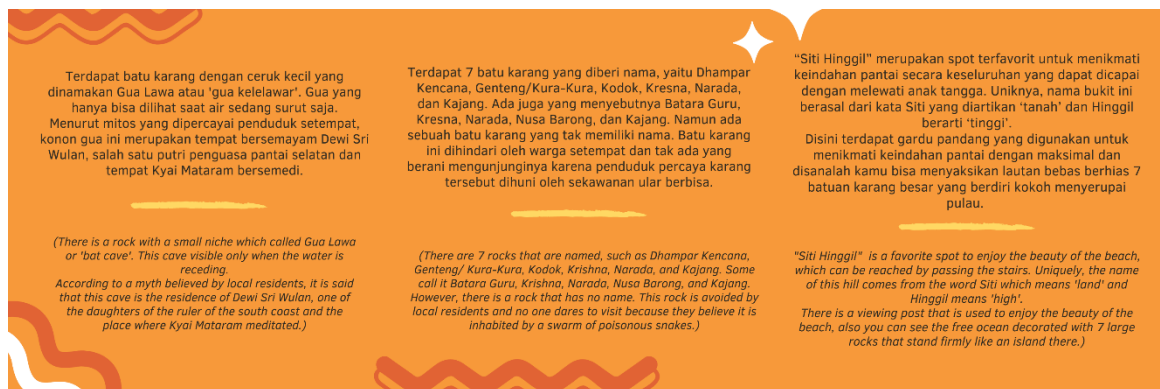 Terdapat batu karang dengan ceruk kecil yang
dinamakan Gua Lawa atau 'gua kelelawar'. Gua yang
hanya bisa dilihat saat air sedang surut saja.
Menurut mitos yang dipercayai penduduk setempat,
konon gua ini merupakan tempat bersemayam Dewi Sri
Wulan, salah satu putri penguasa pantai selatan dan
tempat Kyai Mataram bersemedi.
(There is a rock with a small niche which called Gua Lawa
or 'bat cave'. This cave visible only when the water is
receding.
According to a myth believed by local residents, it is said
that this cave is the residence of Dewi Sri Wulan, one of
the daughters of the ruler of the south coast and the
place where Kyai Mataram meditated.)
Terdapat 7 batu karang yang diberi nama, yaitu Dhampar
Kencana, Genteng/Kura-Kura, Kodok, Kresna, Narada,
dan Kajang. Ada juga yang menyebutnya Batara Guru,
Kresna, Narada, Nusa Barong, dan Kajang. Namun ada
sebuah batu karang yang tak memiliki nama. Batu karang
ini dihindari oleh warga setempat dan tak ada yang
berani mengunjunginya karena penduduk percaya karang
tersebut dihuni oleh sekawanan ular berbisa.
(There are 7 rocks that are named, such as Dhampar Kencana,
Genteng/ Kura-Kura, Kodok, Krishna, Narada, and Kajang. Some
call it Batara Guru, Krishna, Narada, Nusa Barong, and Kajang.
However, there is a rock that has no name. This rock is avoided by
local residents and no one dares to visit because they believe it is
inhabited by a swarm of poisonous snakes.)
“Siti Hinggil” merupakan spot terfavorit untuk menikmati
keindahan pantai secara keseluruhan yang dapat dicapai
dengan melewati anak tangga. Uniknya, nama bukit ini
berasal dari kata Siti yang diartikan ‘tanah’ dan Hinggil
berarti ‘tinggi’.
Disini terdapat gardu pandang yang digunakan untuk
menikmati keindahan pantai dengan maksimal dan
disanalah kamu bisa menyaksikan lautan bebas berhias 7
batuan karang besar yang berdiri kokoh menyerupai
pulau.
"Siti Hinggil"  is a favorite spot to enjoy the beauty of the beach,
which can be reached by passing the stairs. Uniquely, the name
of this hill comes from the word Siti which means 'land' and
Hinggil means 'high'.
There is a viewing post that is used to enjoy the beauty of the
beach, also you can see the free ocean decorated with 7 large
rocks that stand firmly like an island there.)